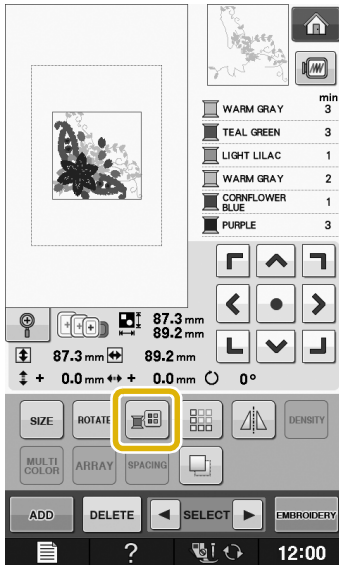 min
WARM GRAY 3
TEAL GREEN 3
LIGHT LILAC 1
WARM GRAY 2
CORNFLOWER
BLUE 1
PURPLE 3
87.3 mm
89.2 mm
87.3 mm 89.2 mm
+ 0.0 mm + 0.0 mm 0°
SIZE ROTATE DENSITY
MULTI
COLOR ARRAY SPACING
ADD DELETE SELECT EMBROIDERY
? 12:00